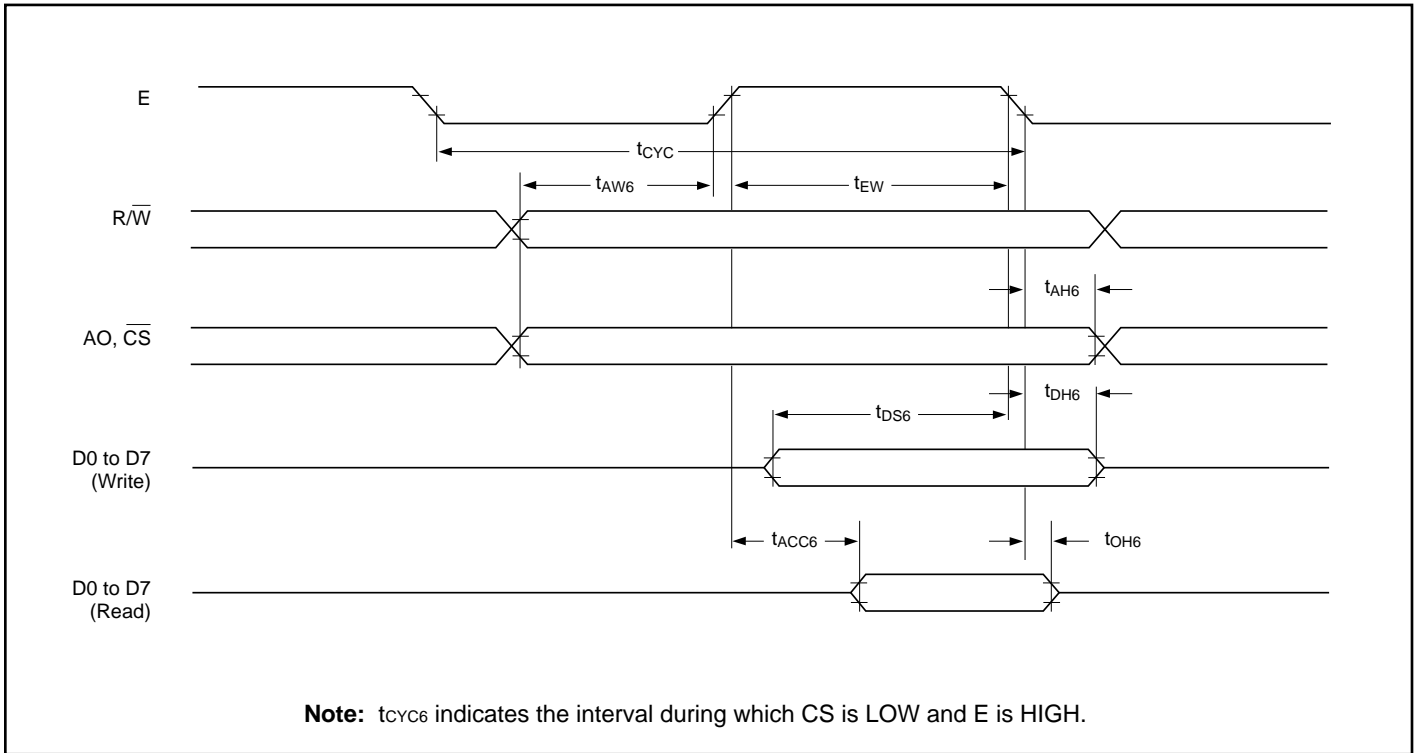 E
tCYC
tAW6
tEW
R/W̅
tAH6
AO, C̅S̅
tDH6
tDS6
D0 to D7
(Write)
tACC6
tOH6
D0 to D7
(Read)
Note: tCYC6 indicates the interval during which CS is LOW and E is HIGH.